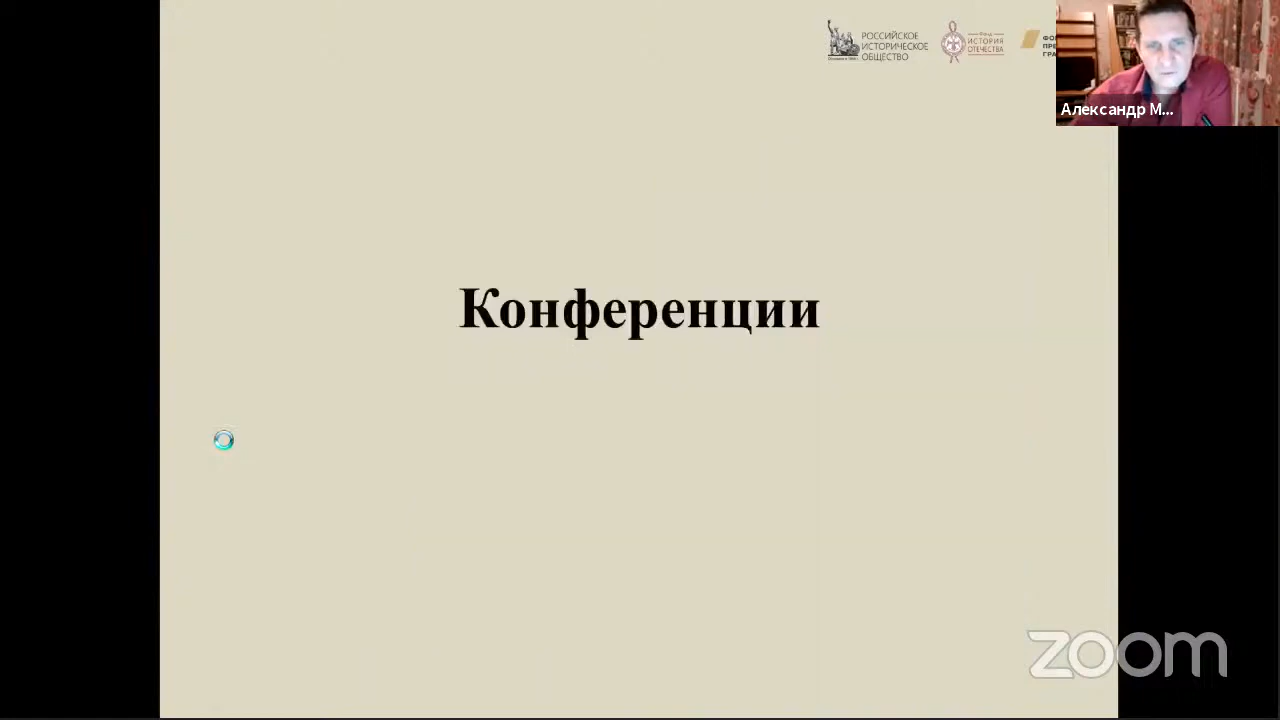 РОССИЙСКОЕ
ИСТОРИЧЕСКОЕ
ОБЩЕСТВО
ИСТОРИЯ
ОТЕЧЕСТВА
Александр М...
Конференции
zoom